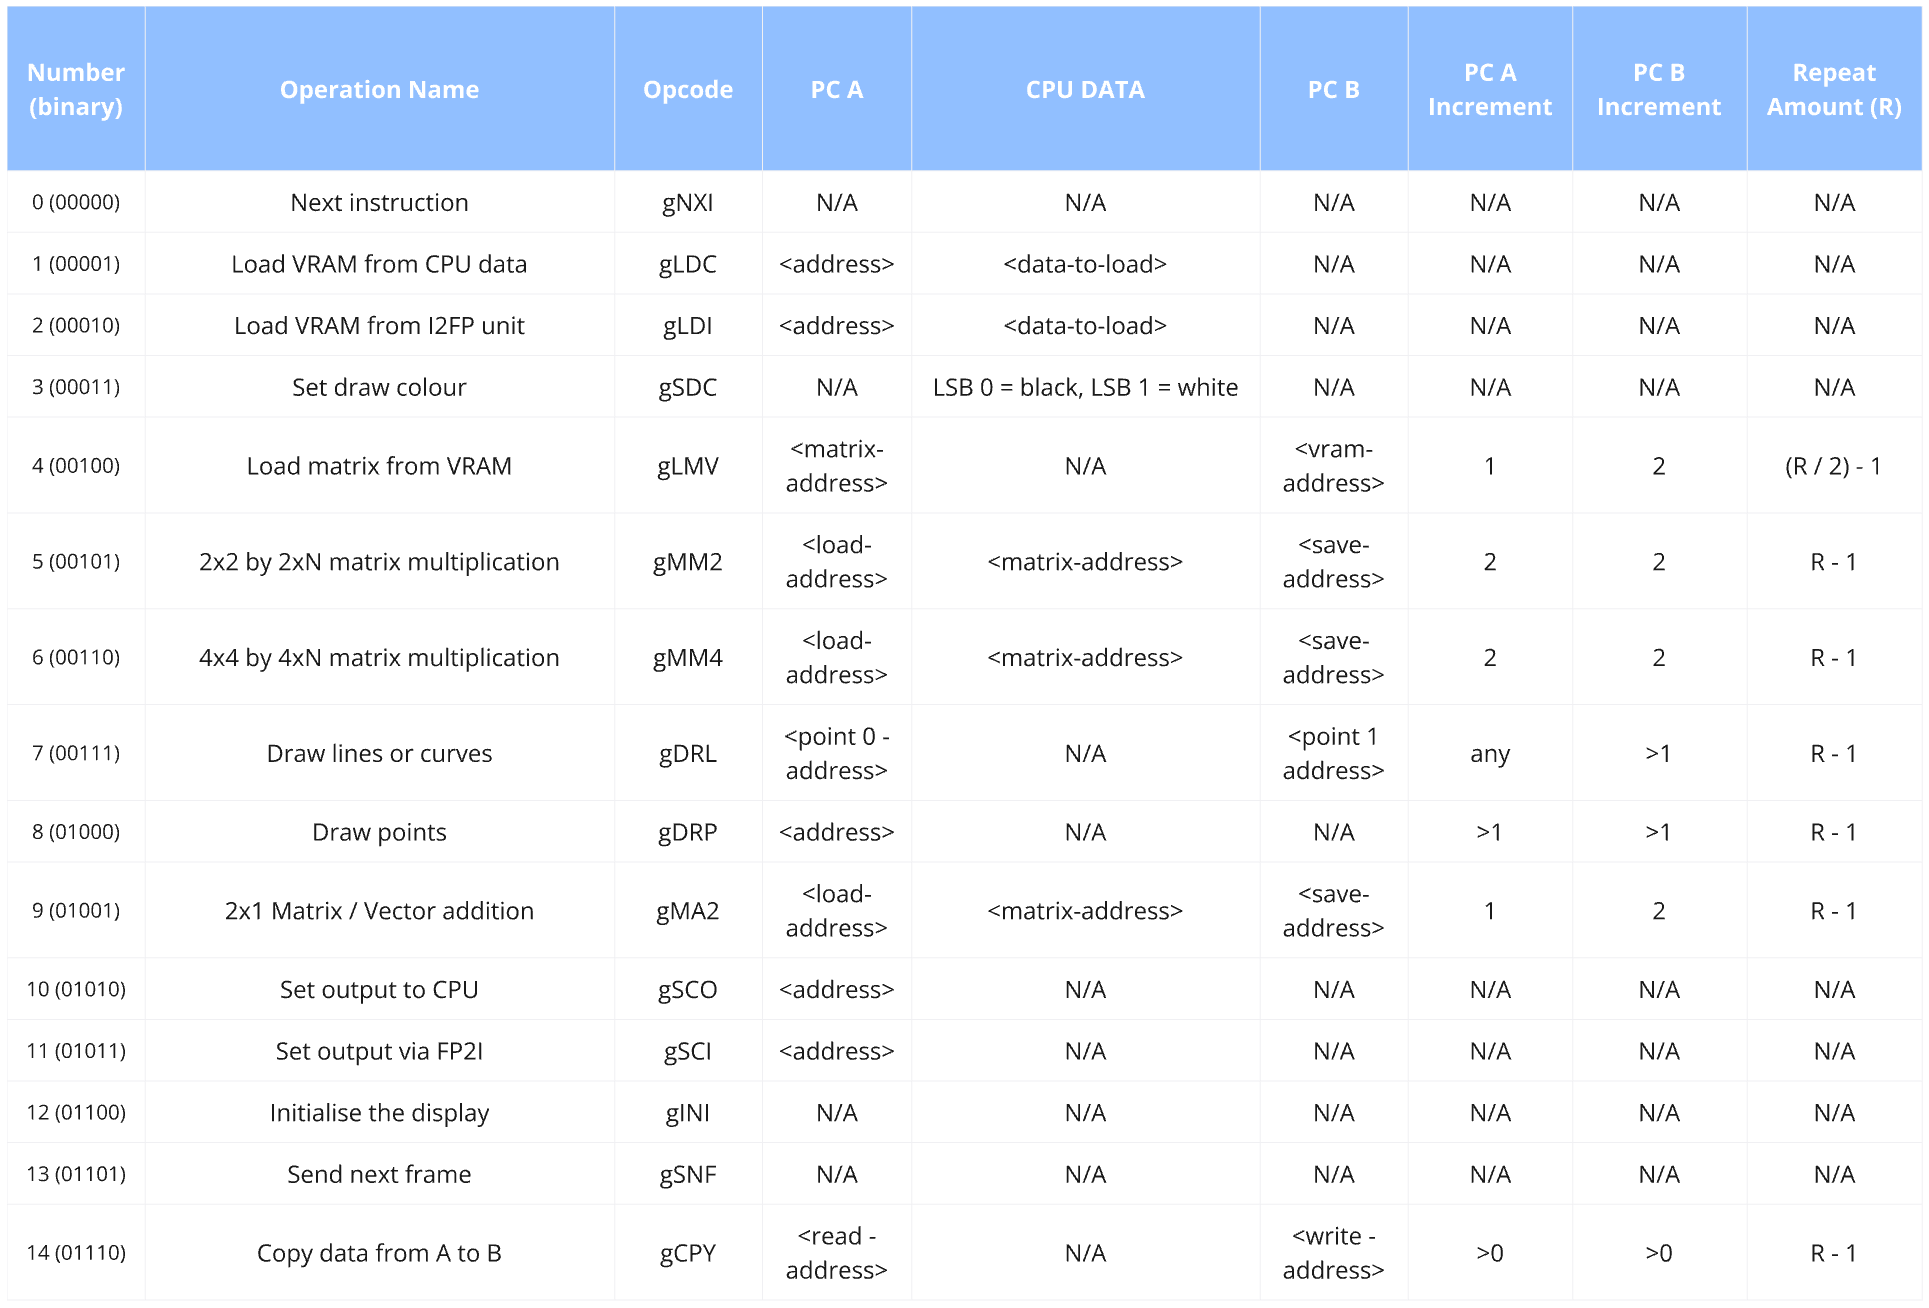 Number (binary) Operation Name Opcode PC A CPU DATA PC B PC A Increment PC B Increment Repeat Amount (R)
0 (00000) Next instruction gNXI N/A N/A N/A N/A N/A N/A
1 (00001) Load VRAM from CPU data gLDC <address> <data-to-load> N/A N/A N/A N/A
2 (00010) Load VRAM from I2FP unit gLDI <address> <data-to-load> N/A N/A N/A N/A
3 (00011) Set draw colour gSDC N/A LSB 0 = black, LSB 1 = white N/A N/A N/A N/A
4 (00100) Load matrix from VRAM gLMV <matrix-address> N/A <vram-address> 1 2 (R / 2) - 1
5 (00101) 2x2 by 2xN matrix multiplication gMM2 <load-address> <matrix-address> <save-address> 2 2 R - 1
6 (00110) 4x4 by 4xN matrix multiplication gMM4 <load-address> <matrix-address> <save-address> 2 2 R - 1
7 (00111) Draw lines or curves gDRL <point 0 - address> N/A <point 1 address> any >1 R - 1
8 (01000) Draw points gDRP <address> N/A N/A >1 >1 R - 1
9 (01001) 2x1 Matrix / Vector addition gMA2 <load-address> <matrix-address> <save-address> 1 2 R - 1
10 (01010) Set output to CPU gSCO <address> N/A N/A N/A N/A N/A
11 (01011) Set output via FP2I gSCI <address> N/A N/A N/A N/A N/A
12 (01100) Initialise the display gINI N/A N/A N/A N/A N/A N/A
13 (01101) Send next frame gSNF N/A N/A N/A N/A N/A N/A
14 (01110) Copy data from A to B gCPY <read - address> N/A <write - address> >0 >0 R - 1